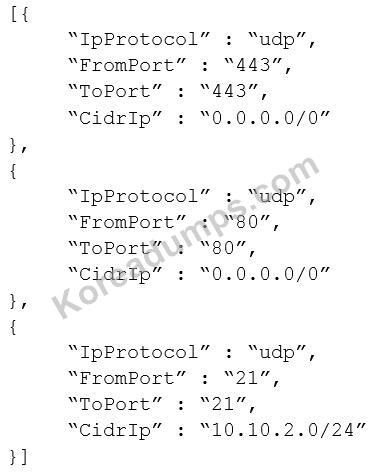 [{
“IpProtocol” : “udp”,
“FromPort” : “443”,
“ToPort” : “443”,
“CidrIp” : “0.0.0.0/0”
},
{
“IpProtocol” : “udp”,
“FromPort” : “80”,
“ToPort” : “80”,
“CidrIp” : “0.0.0.0/0”
},
{
“IpProtocol” : “udp”,
“FromPort” : “21”,
“ToPort” : “21”,
“CidrIp” : “10.10.2.0/24”
}]
Koreadumps.com